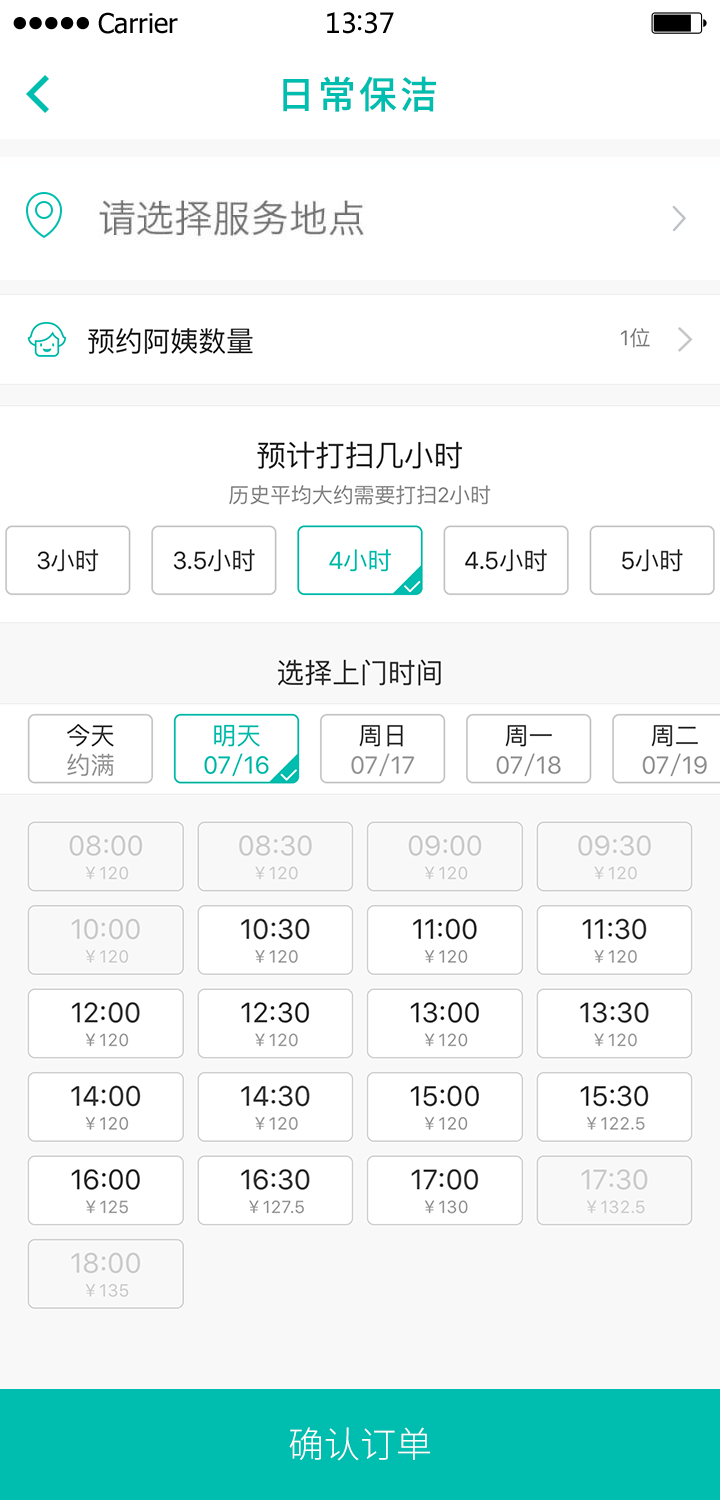 Carrier 13:37
日常保洁
请选择服务地点
预约阿姨数量 1位
预计打扫几小时
历史平均大约需要打扫2小时
3小时 3.5小时 4小时 4.5小时 5小时
选择上门时间
今天 明天 周日 周一 周二
约满 07/16 07/17 07/18 07/19
08:00 08:30 09:00 09:30
¥120 ¥120 ¥120 ¥120
10:00 10:30 11:00 11:30
¥120 ¥120 ¥120 ¥120
12:00 12:30 13:00 13:30
¥120 ¥120 ¥120 ¥120
14:00 14:30 15:00 15:30
¥120 ¥120 ¥120 ¥122.5
16:00 16:30 17:00 17:30
¥125 ¥127.5 ¥130 ¥132.5
18:00
¥135
确认订单